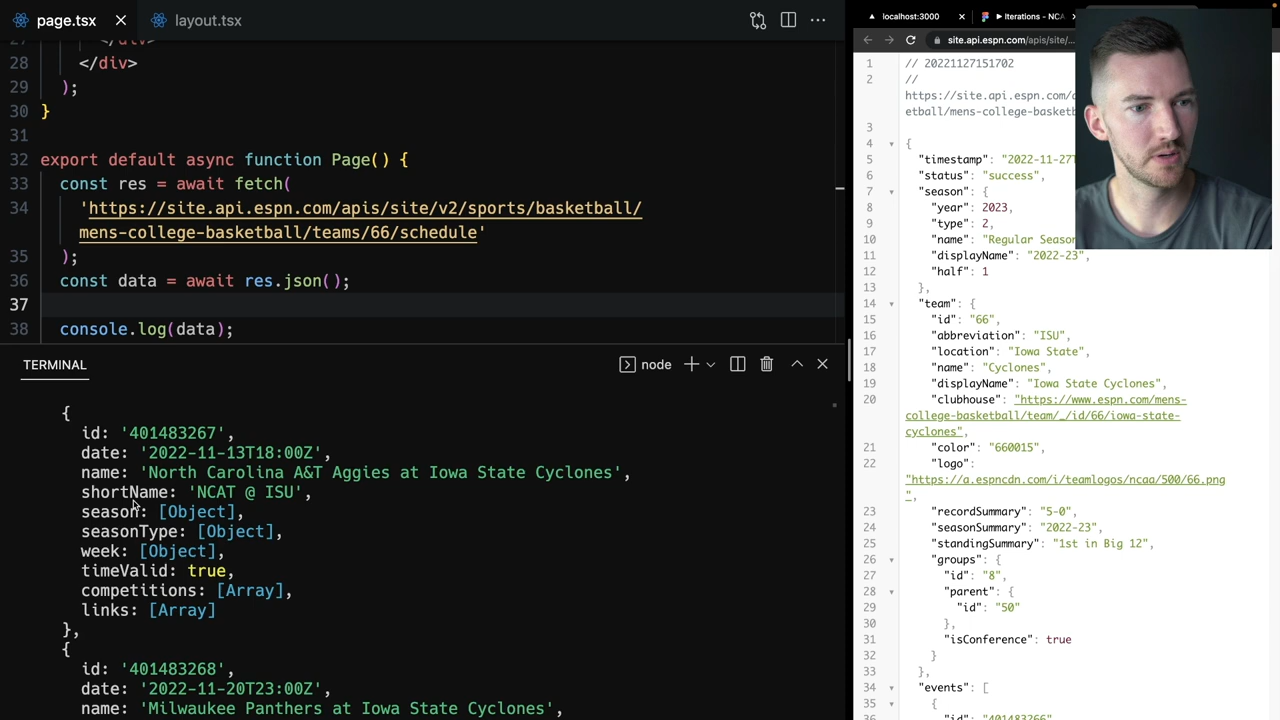 page.tsx
layout.tsx
27 </div>
28 </div>
29 );
30 }
31
32 export default async function Page() {
33 const res = await fetch(
34 'https://site.api.espn.com/apis/site/v2/sports/basketball/
mens-college-basketball/teams/66/schedule'
35 );
36 const data = await res.json();
37
38 console.log(data);
TERMINAL
node
{
id: '401483267',
date: '2022-11-13T18:00Z',
name: 'North Carolina A&T Aggies at Iowa State Cyclones',
shortName: 'NCAT @ ISU',
season: [Object],
seasonType: [Object],
week: [Object],
timeValid: true,
competitions: [Array],
links: [Array]
},
{
id: '401483268',
date: '2022-11-20T23:00Z',
name: 'Milwaukee Panthers at Iowa State Cyclones',
localhost:3000
Iterations - NCA
site.api.espn.com/apis/site/...
1 // 20221127151702
2 //
https://site.api.espn.com/
etball/mens-college-basketb
3
4 {
5 "timestamp": "2022-11-27T
6 "status": "success",
7 "season": {
8 "year": 2023,
9 "type": 2,
10 "name": "Regular Season
11 "displayName": "2022-23",
12 "half": 1
13 },
14 "team": {
15 "id": "66",
16 "abbreviation": "ISU",
17 "location": "Iowa State",
18 "name": "Cyclones",
19 "displayName": "Iowa State Cyclones",
20 "clubhouse": "https://www.espn.com/mens-
college-basketball/team/_/id/66/iowa-state-
cyclones",
21 "color": "660015",
22 "logo":
"https://a.espncdn.com/i/teamlogos/ncaa/500/66.png
",
23 "recordSummary": "5-0",
24 "seasonSummary": "2022-23",
25 "standingSummary": "1st in Big 12",
26 "groups": {
27 "id": "8",
28 "parent": {
29 "id": "50"
30 },
31 "isConference": true
32 }
33 },
34 "events": [
35 {
36 "id": "401483266"